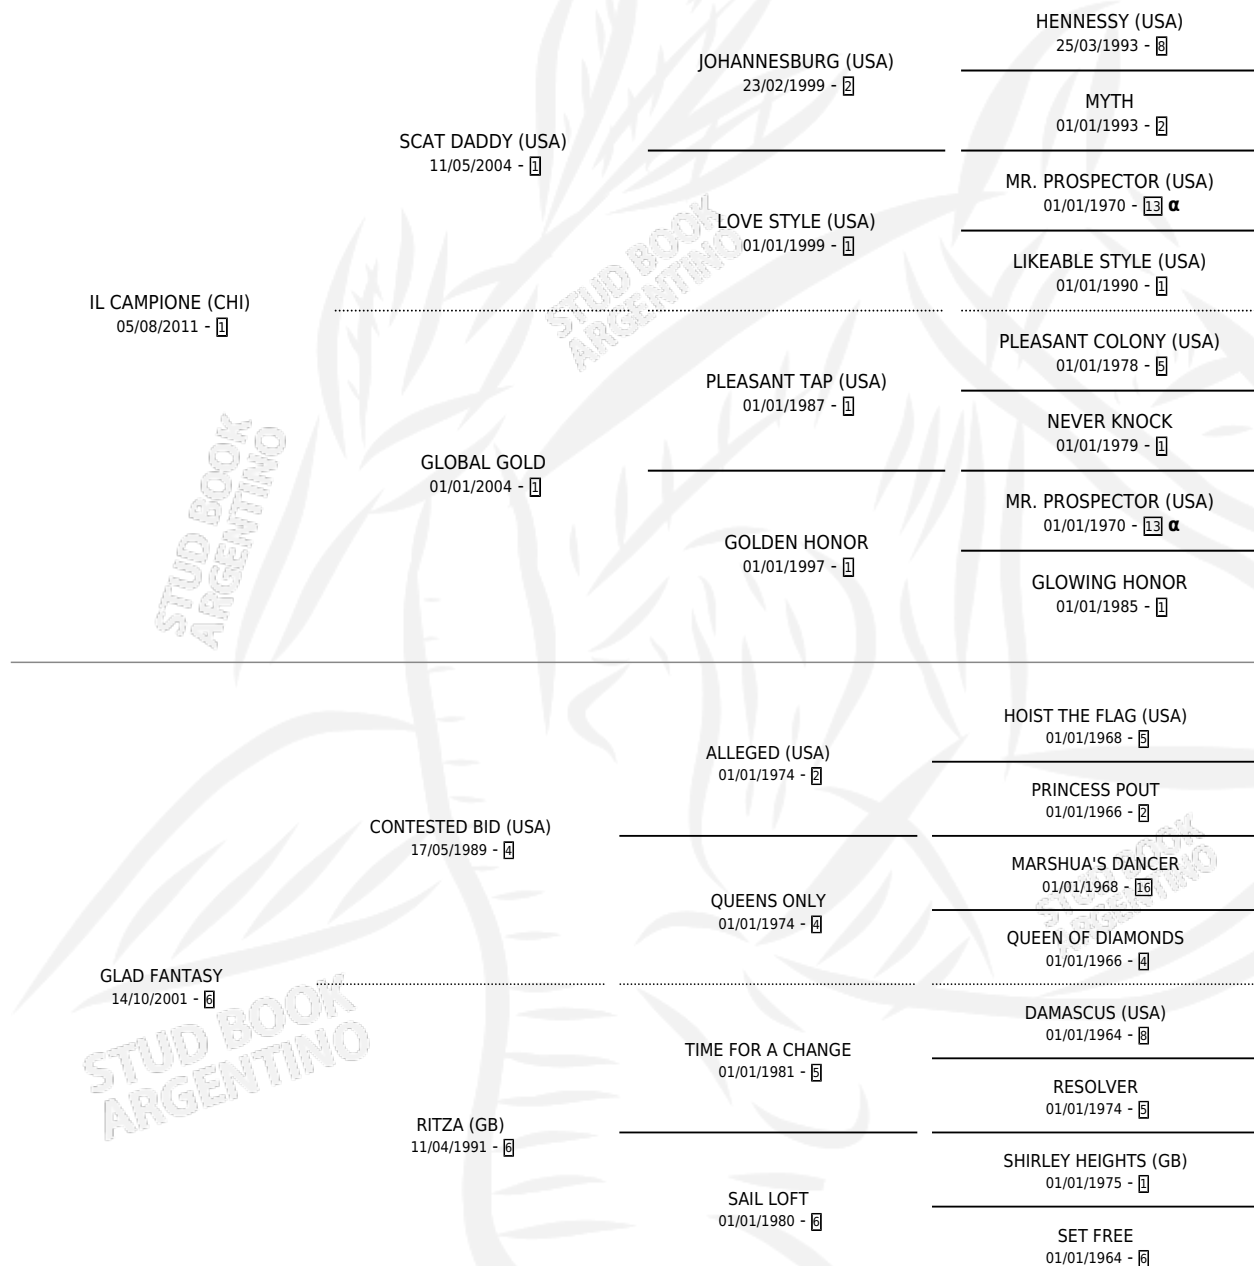 HENNESSY (USA)
25/03/1993 - 8
JOHANNESBURG (USA)
23/02/1999 - 2
MYTH
01/01/1993 - 2
SCAT DADDY (USA)
11/05/2004 - 1
MR. PROSPECTOR (USA)
01/01/1970 - 13 α
LOVE STYLE (USA)
01/01/1999 - 1
LIKEABLE STYLE (USA)
01/01/1990 - 1
IL CAMPIONE (CHI)
05/08/2011 - 1
PLEASANT COLONY (USA)
01/01/1978 - 5
PLEASANT TAP (USA)
01/01/1987 - 1
NEVER KNOCK
01/01/1979 - 1
GLOBAL GOLD
01/01/2004 - 1
MR. PROSPECTOR (USA)
01/01/1970 - 13 α
GOLDEN HONOR
01/01/1997 - 1
GLOWING HONOR
01/01/1985 - 1
HOIST THE FLAG (USA)
01/01/1968 - 5
ALLEGED (USA)
01/01/1974 - 2
PRINCESS POUT
01/01/1966 - 2
CONTESTED BID (USA)
17/05/1989 - 4
MARSHUA'S DANCER
01/01/1968 - 16
QUEENS ONLY
01/01/1974 - 4
QUEEN OF DIAMONDS
01/01/1966 - 4
GLAD FANTASY
14/10/2001 - 6
DAMASCUS (USA)
01/01/1964 - 8
TIME FOR A CHANGE
01/01/1981 - 5
RESOLVER
01/01/1974 - 5
RITZA (GB)
11/04/1991 - 6
SHIRLEY HEIGHTS (GB)
01/01/1975 - 1
SAIL LOFT
01/01/1980 - 6
SET FREE
01/01/1964 - 6
STUD BOOK
ARGENTINO
STUD BOOK
ARGENTINO
STUD BOOK
ARGENTINO
STUD BOOK
ARGENTINO